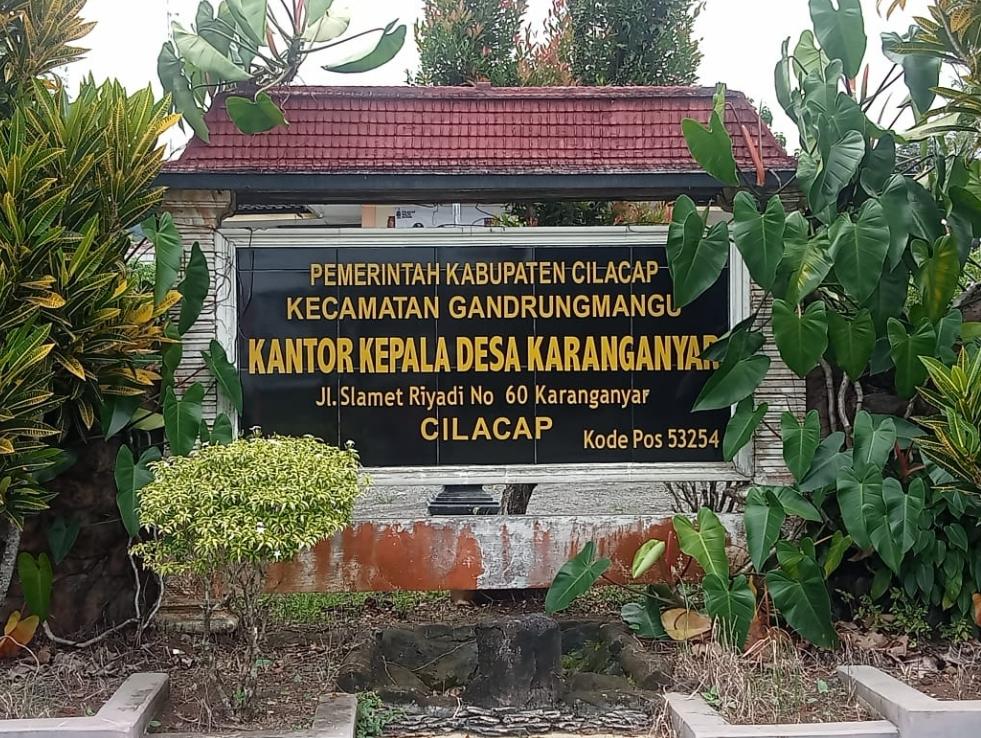 PEMERINTAH KABUPATEN CILACAP
KECAMATAN GANDRUNGMANGU
KANTOR KEPALA DESA KARANGANYAR
Jl. Slamet Riyadi No 60 Karanganyar
CILACAP
Kode Pos 53254